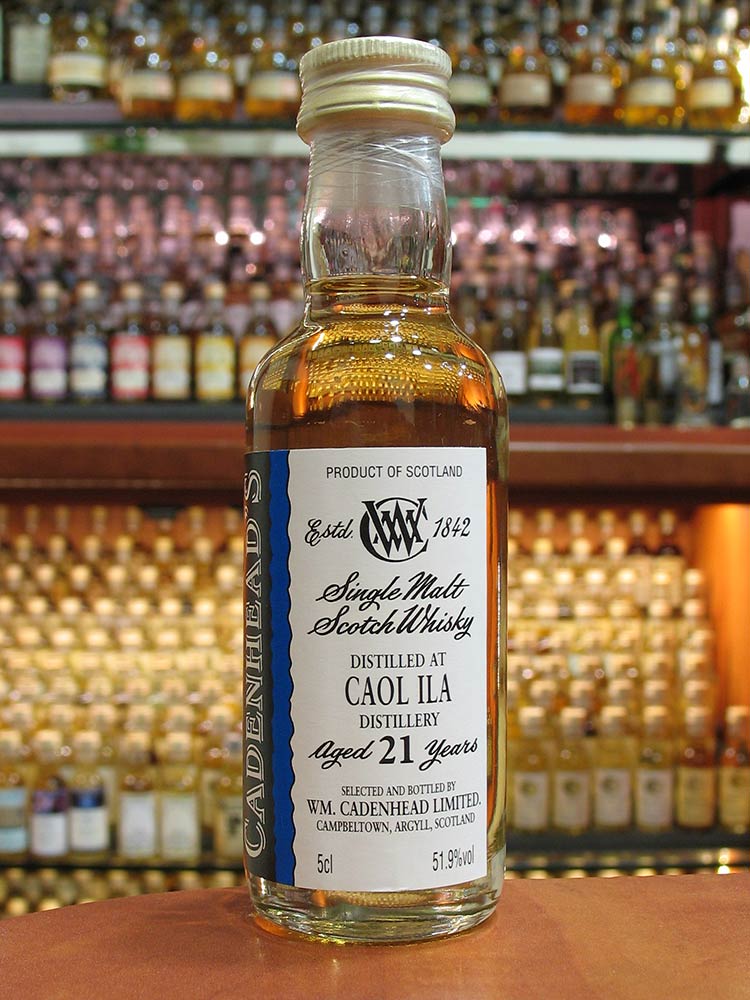 PRODUCT OF SCOTLAND
Estd. WMC 1842
Single Malt
Scotch Whisky
DISTILLED AT
CAOL ILA
DISTILLERY
Aged 21 Years
SELECTED AND BOTTLED BY
WM. CADENHEAD LIMITED.
CAMPBELTOWN, ARGYLL, SCOTLAND
5cl 51.9%vol
CADENHEAD'S